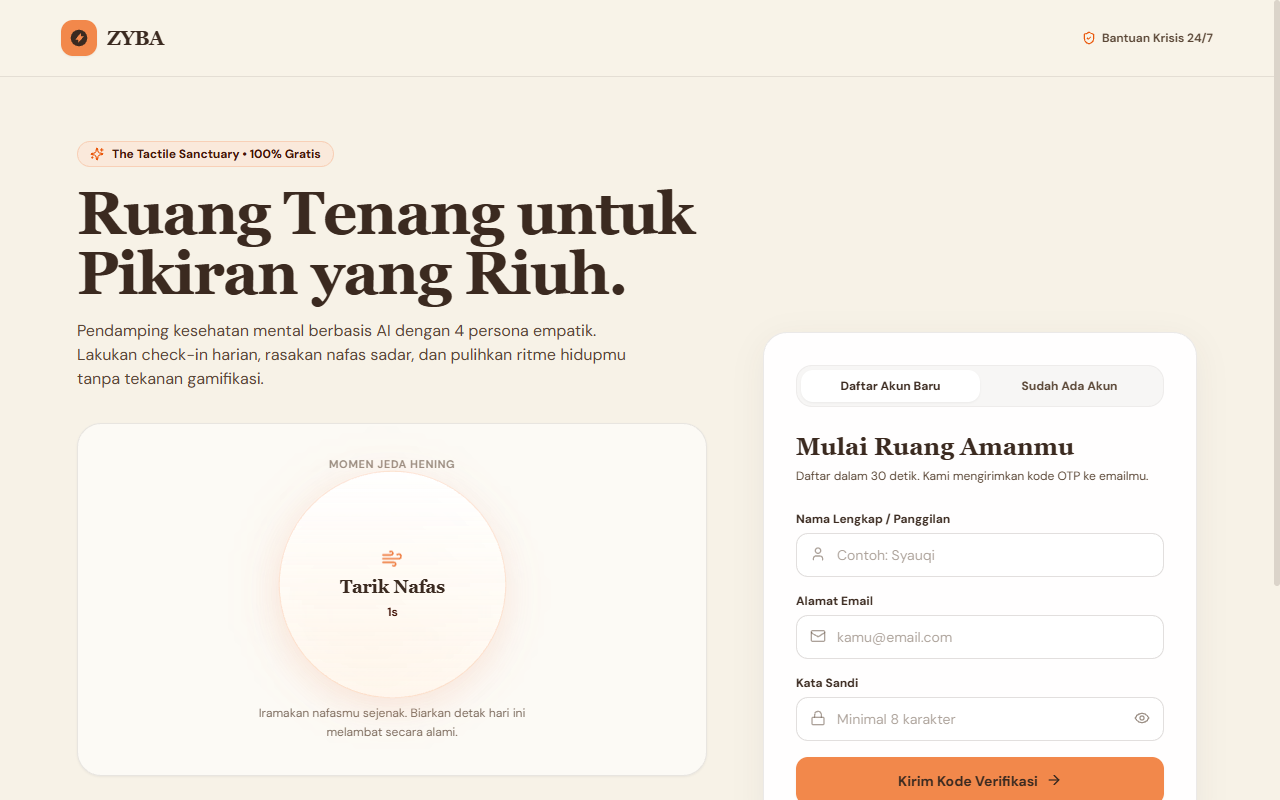 ZYBA
Bantuan Krisis 24/7
The Tactile Sanctuary • 100% Gratis
Ruang Tenang untuk
Pikiran yang Riuh.
Pendamping kesehatan mental berbasis AI dengan 4 persona empatik.
Lakukan check-in harian, rasakan nafas sadar, dan pulihkan ritme hidupmu
tanpa tekanan gamifikasi.
MOMEN JEDA HENING
Tarik Nafas
1s
Iramakan nafasmu sejenak. Biarkan detak hari ini
melambat secara alami.
Daftar Akun Baru
Sudah Ada Akun
Mulai Ruang Amanmu
Daftar dalam 30 detik. Kami mengirimkan kode OTP ke emailmu.
Nama Lengkap / Panggilan
Contoh: Syauqi
Alamat Email
kamu@email.com
Kata Sandi
Minimal 8 karakter
Kirim Kode Verifikasi